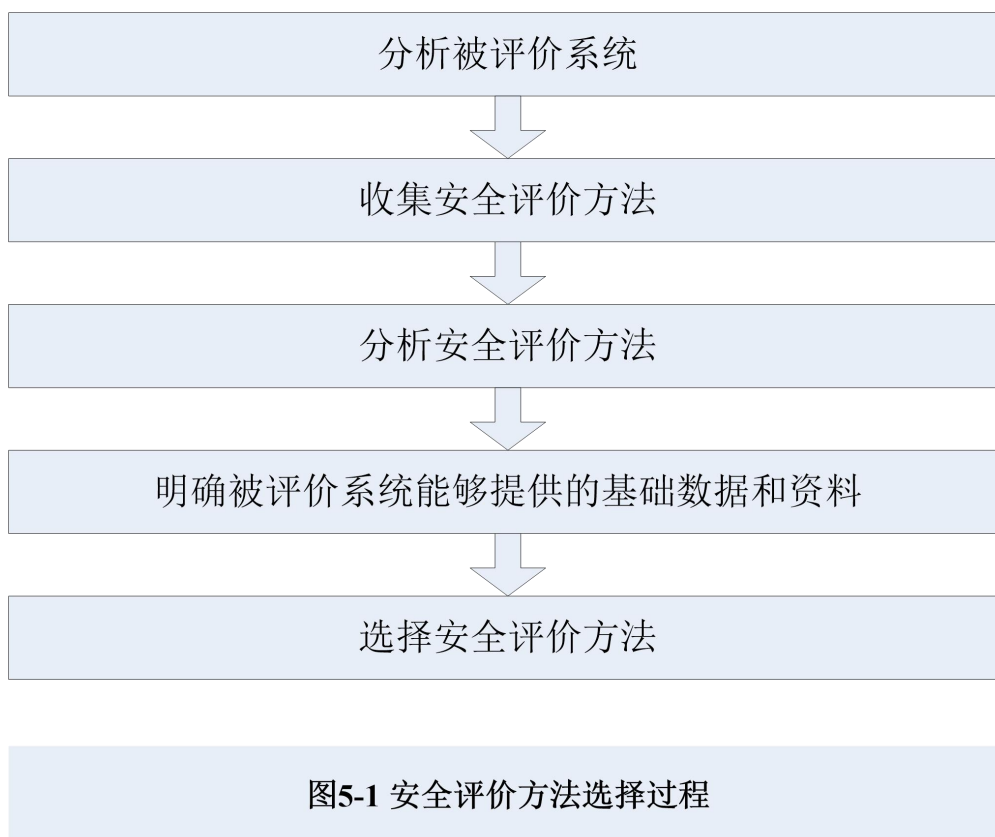 分析被评价系统
收集安全评价方法
分析安全评价方法
明确被评价系统能够提供的基础数据和资料
选择安全评价方法
图5-1 安全评价方法选择过程